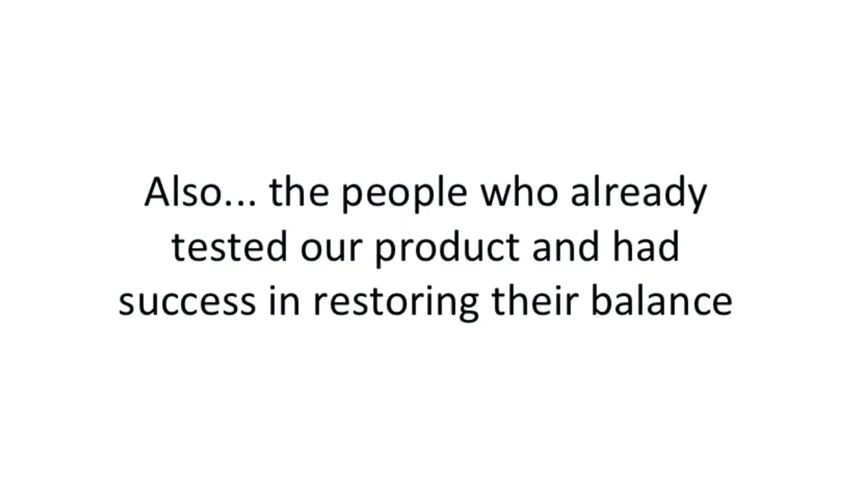 Also... the people who already
tested our product and had
success in restoring their balance